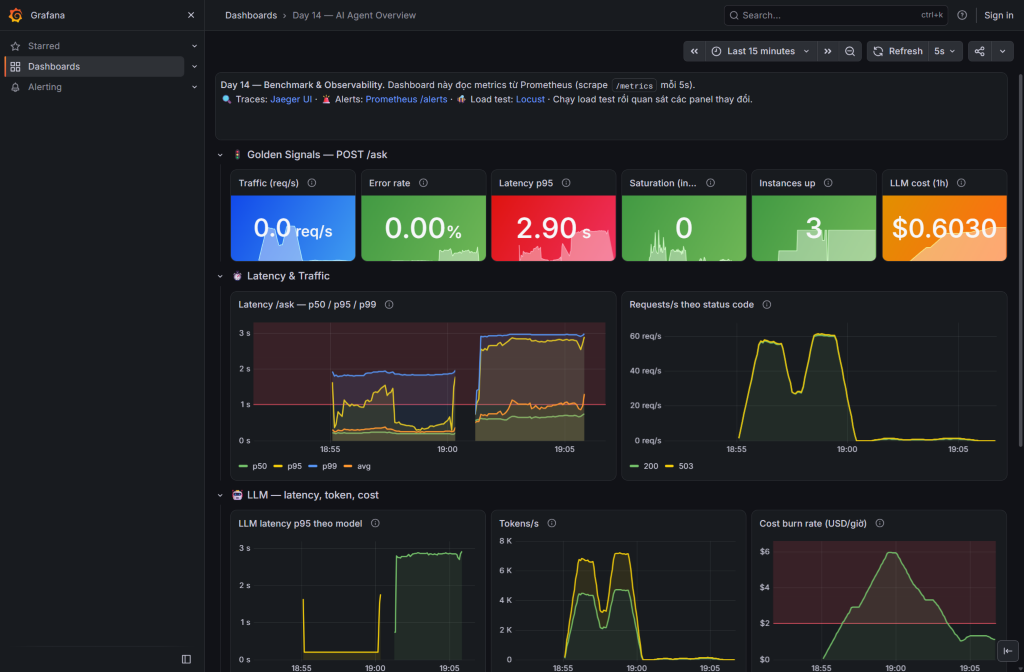 Grafana
Dashboards › Day 14 — AI Agent Overview
Search...
ctrl+k
Sign in
Starred
Dashboards
Alerting
Last 15 minutes
Refresh
5s
Day 14 — Benchmark & Observability. Dashboard này đọc metrics từ Prometheus (scrape /metrics mỗi 5s).
Traces: Jaeger UI · Alerts: Prometheus /alerts · Load test: Locust · Chạy load test rồi quan sát các panel thay đổi.
Golden Signals — POST /ask
Traffic (req/s)
0.0 req/s
Error rate
0.00%
Latency p95
2.90 s
Saturation (in...
0
Instances up
3
LLM cost (1h)
$0.6030
Latency & Traffic
Latency /ask — p50 / p95 / p99
3 s
2 s
1 s
0 s
18:55
19:00
19:05
p50
p95
p99
avg
Requests/s theo status code
60 req/s
40 req/s
20 req/s
0 req/s
18:55
19:00
19:05
200
503
LLM — latency, token, cost
LLM latency p95 theo model
3 s
2 s
1 s
0 s
18:55
19:00
19:05
Tokens/s
8 K
6 K
4 K
2 K
0
18:55
19:00
19:05
Cost burn rate (USD/giờ)
$6
$4
$2
$0
18:55
19:00
19:05